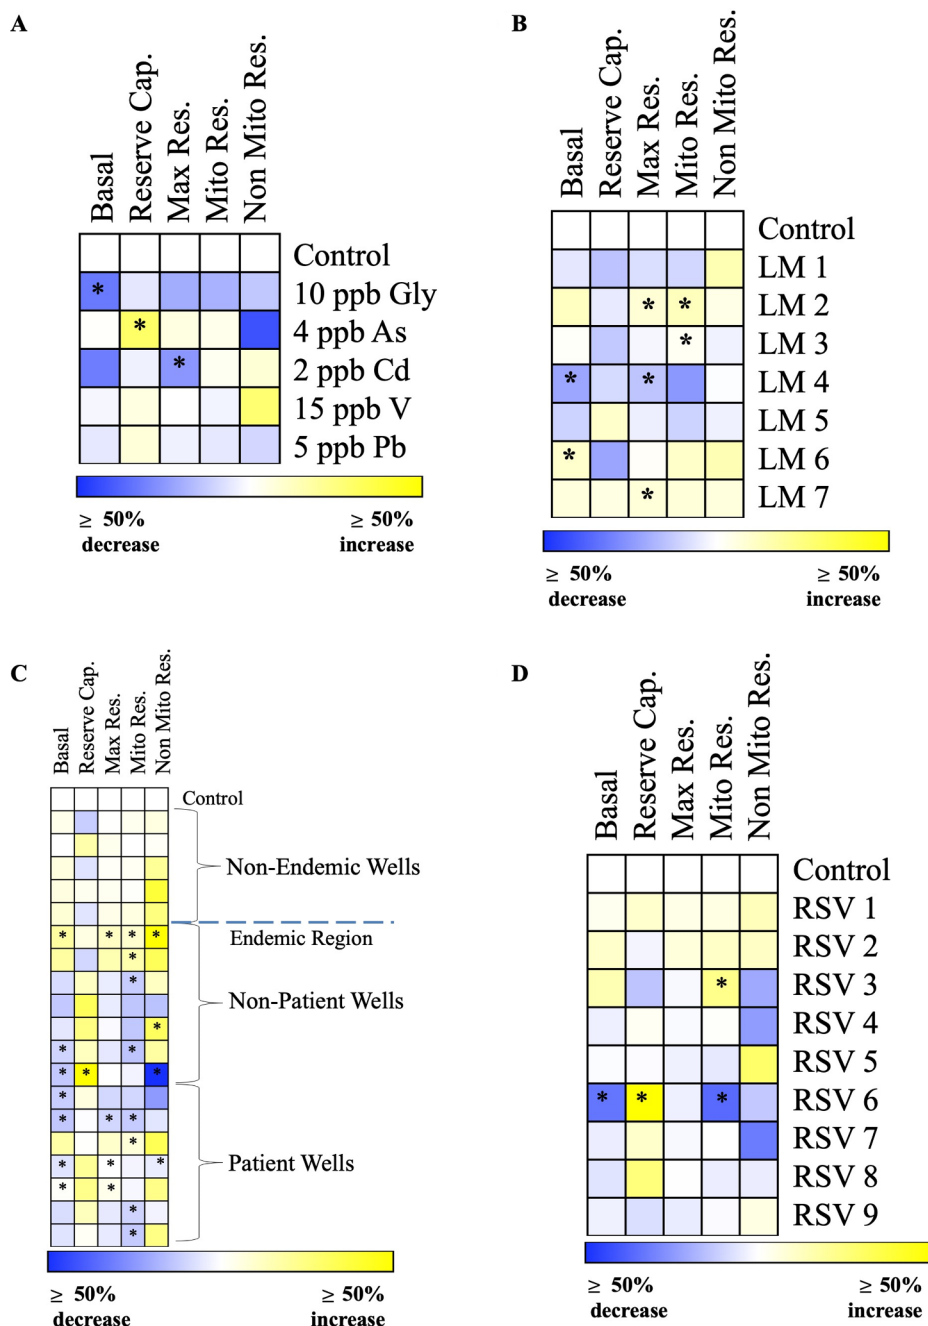 A
Basal
Reserve Cap.
Max Res.
Mito Res.
Non Mito Res.
Control
* 10 ppb Gly
* 4 ppb As
* 2 ppb Cd
15 ppb V
5 ppb Pb
≥ 50% decrease
≥ 50% increase
B
Basal
Reserve Cap.
Max Res.
Mito Res.
Non Mito Res.
Control
LM 1
* * LM 2
* LM 3
* * LM 4
LM 5
* LM 6
* LM 7
≥ 50% decrease
≥ 50% increase
C
Basal
Reserve Cap.
Max Res.
Mito Res.
Non Mito Res.
Control
Non-Endemic Wells
* * * *
Endemic Region
*
*
Non-Patient Wells
*
* *
* * *
*
* * *
*
Patient Wells
* * *
* *
*
*
≥ 50% decrease
≥ 50% increase
D
Basal
Reserve Cap.
Max Res.
Mito Res.
Non Mito Res.
Control
RSV 1
RSV 2
* RSV 3
RSV 4
RSV 5
* * * RSV 6
RSV 7
RSV 8
RSV 9
≥ 50% decrease
≥ 50% increase